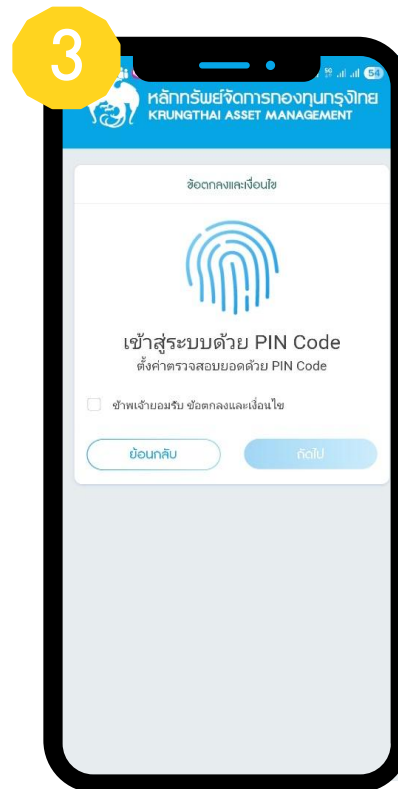 3
54
หลักทรัพย์จัดการกองทุนกรุงไทย
KRUNGTHAI ASSET MANAGEMENT
ข้อตกลงและเงื่อนไข
เข้าสู่ระบบด้วย PIN Code
ตั้งค่าตรวจสอบยอดด้วย PIN Code
ข้าพเจ้ายอมรับ ข้อตกลงและเงื่อนไข
ย้อนกลับ
ถัดไป